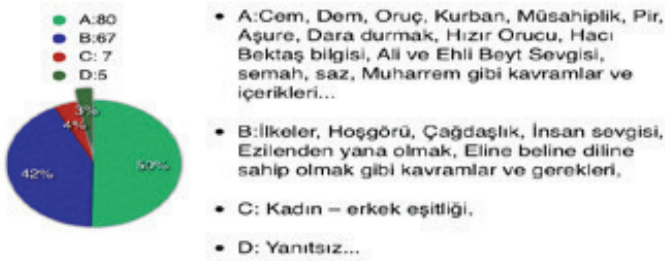 A:80
B:67
C: 7
D:5
3%
4%
42%
50%
• A:Cem, Dem, Oruç, Kurban, Müsahiplik, Pir,
Aşure, Dara durmak, Hızır Orucu, Hacı
Bektaş bilgisi, Ali ve Ehli Beyt Sevgisi,
semah, saz, Muharrem gibi kavramlar ve
içerikleri...
• B:İlkeler, Hoşgörü, Çağdaşlık, İnsan sevgisi,
Ezilenden yana olmak, Eline beline diline
sahip olmak gibi kavramlar ve gerekleri,
• C: Kadın – erkek eşitliği,
• D: Yanıtsız...